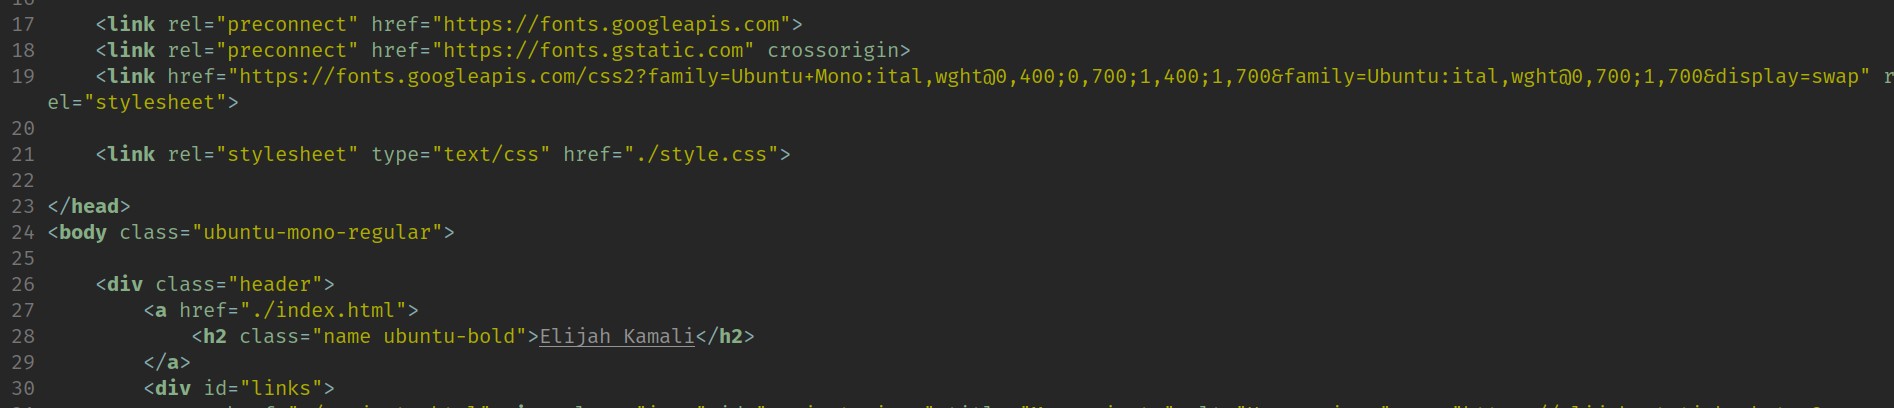 17 <link rel="preconnect" href="https://fonts.googleapis.com">
18 <link rel="preconnect" href="https://fonts.gstatic.com" crossorigin>
19 <link href="https://fonts.googleapis.com/css2?family=Ubuntu+Mono:ital,wght@0,400;0,700;1,400;1,700&family=Ubuntu:ital,wght@0,700;1,700&display=swap" r
el="stylesheet">
20
21 <link rel="stylesheet" type="text/css" href="./style.css">
22
23 </head>
24 <body class="ubuntu-mono-regular">
25
26 <div class="header">
27 <a href="./index.html">
28 <h2 class="name ubuntu-bold">Elijah Kamali</h2>
29 </a>
30 <div id="links">